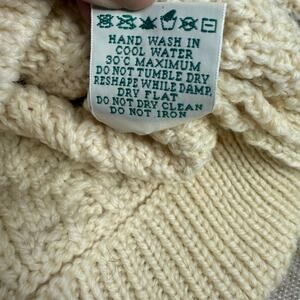 HAND WASH IN
COOL WATER
30°C MAXIMUM
DO NOT TUMBLE DRY
RESHAPE WHILE DAMP
DRY FLAT
DO NOT DRY CLEAN
DO NOT IRON